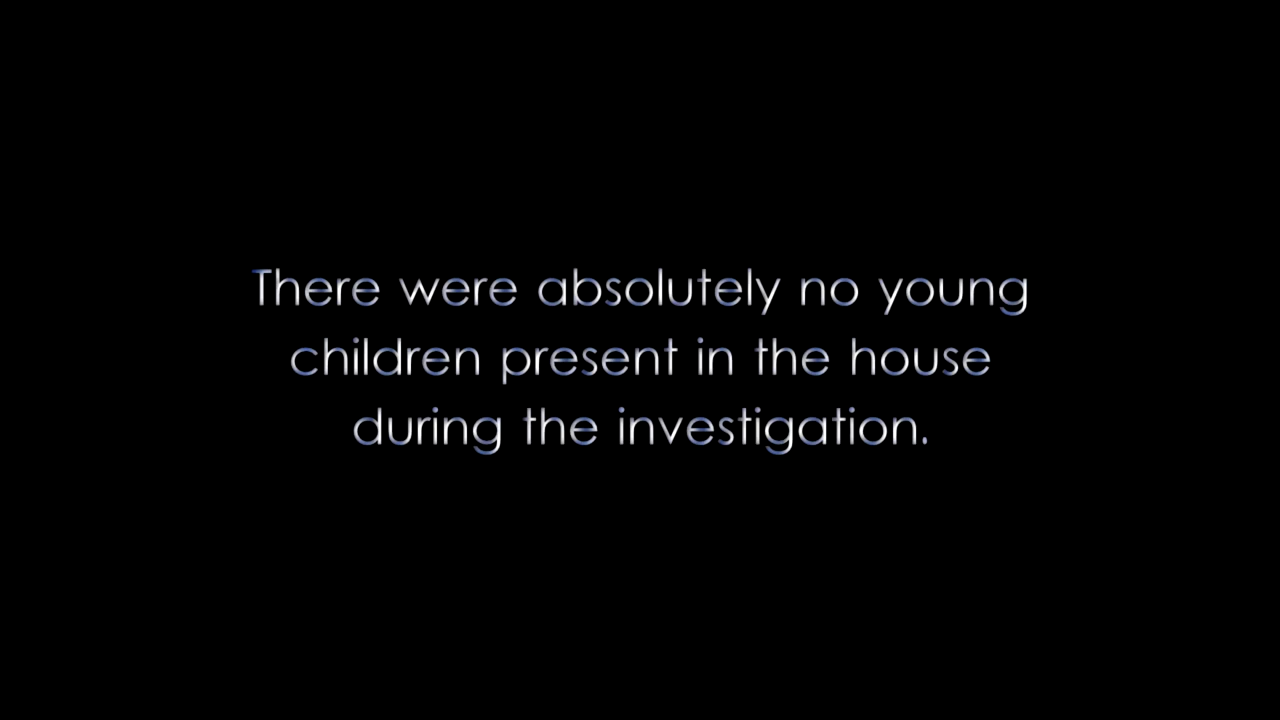 There were absolutely no young
children present in the house
during the investigation.